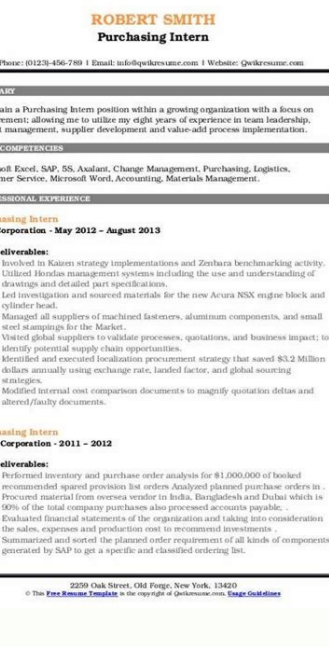 ROBERT SMITH
Purchasing Intern
Phone: (0123)-456-789 | Email: info@qwikresume.com | Website: Qwikresume.com
ARY
ain a Purchasing Intern position within a growing organization with a focus on
rement; allowing me to utilize my eight years of experience in team leadership,
t management, supplier development and value-add process implementation.
COMPETENCIES
soft Excel, SAP, 5S, Axalant, Change Management, Purchasing, Logistics,
mer Service, Microsoft Word, Accounting, Materials Management.
ESSIONAL EXPERIENCE
hasing Intern
Corporation - May 2012 – August 2013
eliverables:
Involved in Kaizen strategy implementations and Zenbara benchmarking activity.
Utilized Hondas management systems including the use and understanding of
drawings and detailed part specifications.
Led investigation and sourced materials for the new Acura NSX engine block and
cylinder head.
Managed all suppliers of machined fasteners, aluminum components, and small
steel stampings for the Market.
Visited global suppliers to validate processes, quotations, and business impact; to
identify potential supply chain opportunities.
Identified and executed localization procurement strategy that saved $3.2 Million
dollars annually using exchange rate, landed factor, and global sourcing
strategies.
Modified internal cost comparison documents to magnify quotation deltas and
altered/faulty documents.
hasing Intern
Corporation - 2011 – 2012
eliverables:
Performed inventory and purchase order analysis for $1,000,000 of booked
recommended spared provision list orders Analyzed planned purchase orders in .
Procured material from oversea vendor in India, Bangladesh and Dubai which is
90% of the total company purchases also processed accounts payable, .
Evaluated financial statements of the organization and taking into consideration
the sales, expenses and production cost to recommend investments .
Summarized and sorted the planned order requirement of all kinds of components
generated by SAP to get a specific and classified ordering list.
2259 Oak Street, Old Forge, New York, 13420
© This Free Resume Template is the copyright of Qwikresume.com. Usage Guidelines